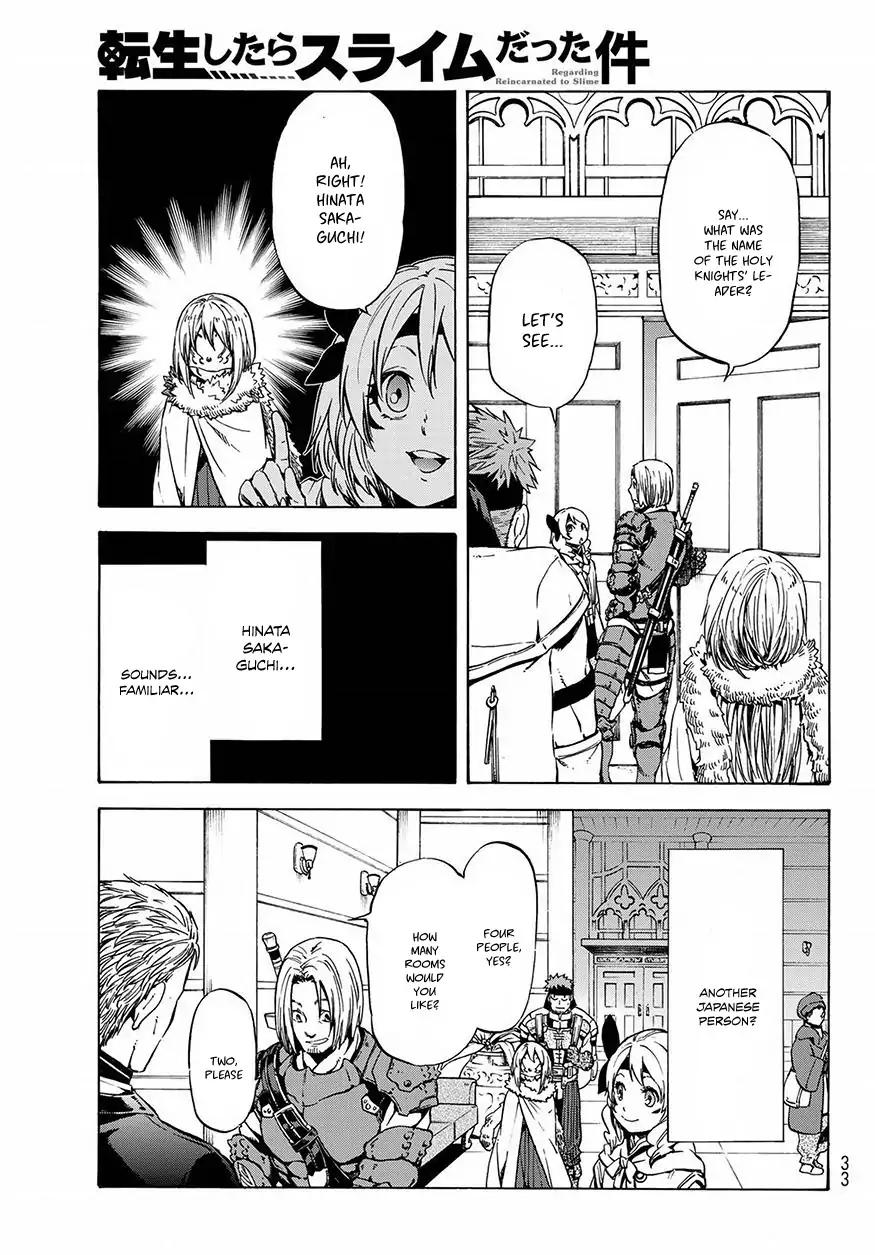 転生したらスライムだった件
Regarding
Reincarnated to Slime
SAY...
WHAT WAS
THE NAME
OF THE HOLY
KNIGHTS' LE-
ADER?
LET'S
SEE...
AH,
RIGHT!
HINATA
SAKA-
GUCHI!
HINATA
SAKA-
GUCHI...
SOUNDS...
FAMILIAR...
ANOTHER
JAPANESE
PERSON?
FOUR
PEOPLE,
YES?
HOW
MANY
ROOMS
WOULD
YOU
LIKE?
TWO,
PLEASE
33